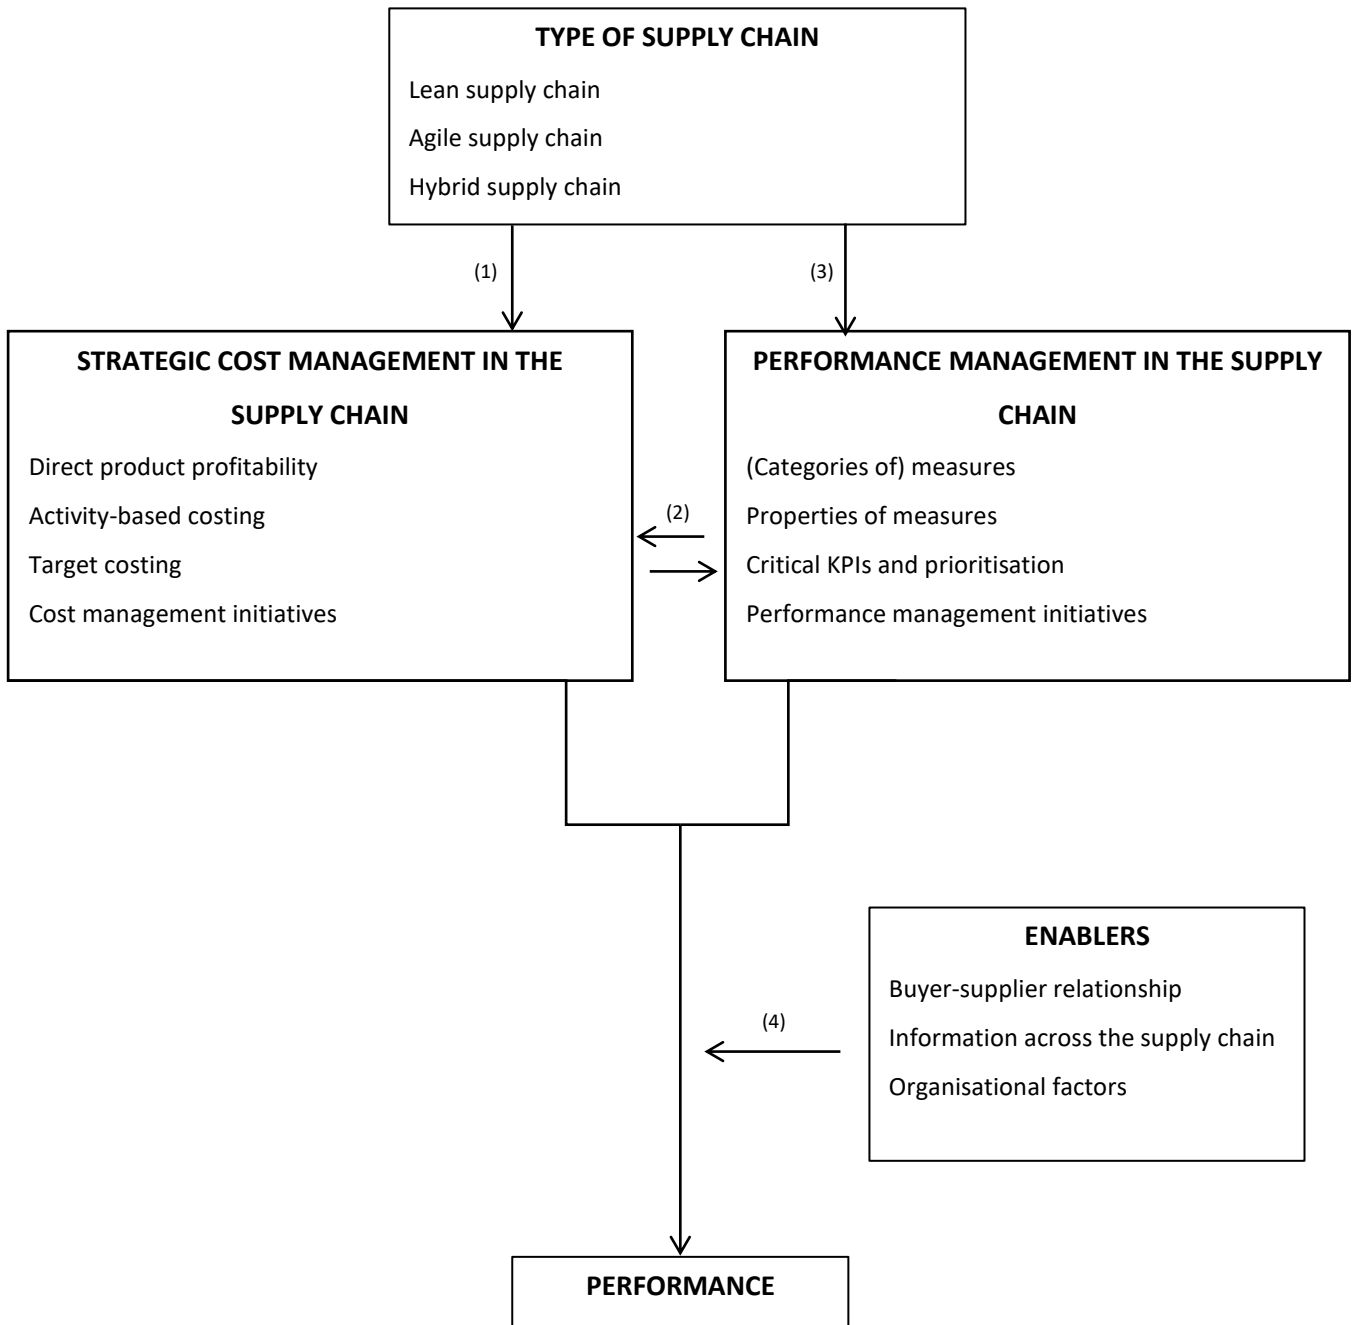 TYPE OF SUPPLY CHAIN
Lean supply chain
Agile supply chain
Hybrid supply chain
(1)
(3)
STRATEGIC COST MANAGEMENT IN THE
SUPPLY CHAIN
Direct product profitability
Activity-based costing
Target costing
Cost management initiatives
(2)
PERFORMANCE MANAGEMENT IN THE SUPPLY
CHAIN
(Categories of) measures
Properties of measures
Critical KPIs and prioritisation
Performance management initiatives
ENABLERS
Buyer-supplier relationship
Information across the supply chain
Organisational factors
(4)
PERFORMANCE